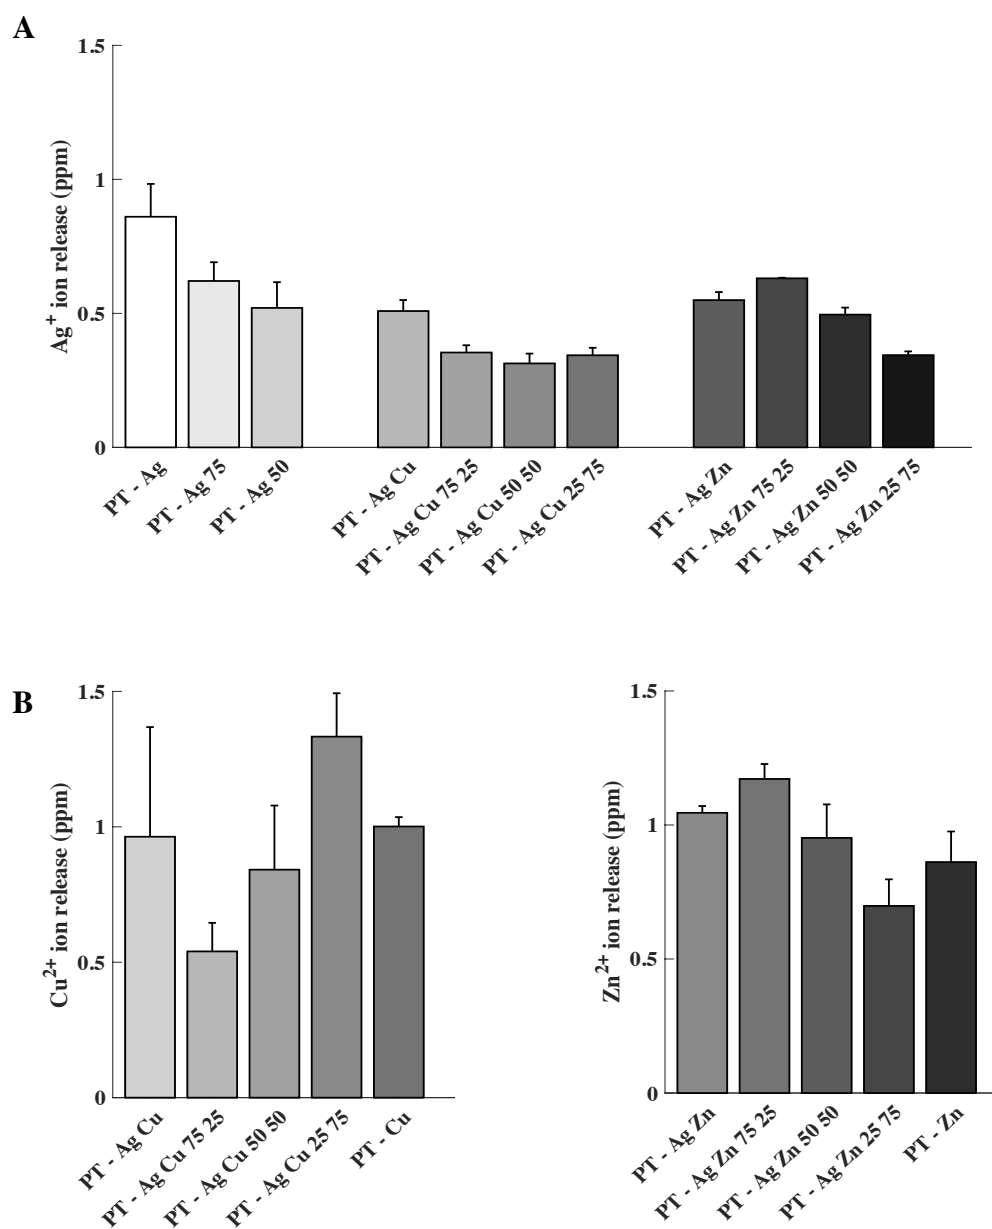 A
1.5
1
0.5
0
Ag+ ion release (ppm)
PT - Ag
PT - Ag 75
PT - Ag 50
PT - Ag Cu
PT - Ag Cu 75 25
PT - Ag Cu 50 50
PT - Ag Cu 25 75
PT - Ag Zn
PT - Ag Zn 75 25
PT - Ag Zn 50 50
PT - Ag Zn 25 75
B
1.5
1
0.5
0
Cu2+ ion release (ppm)
PT - Ag Cu
PT - Ag Cu 75 25
PT - Ag Cu 50 50
PT - Ag Cu 25 75
PT - Cu
1.5
1
0.5
0
Zn2+ ion release (ppm)
PT - Ag Zn
PT - Ag Zn 75 25
PT - Ag Zn 50 50
PT - Ag Zn 25 75
PT - Zn